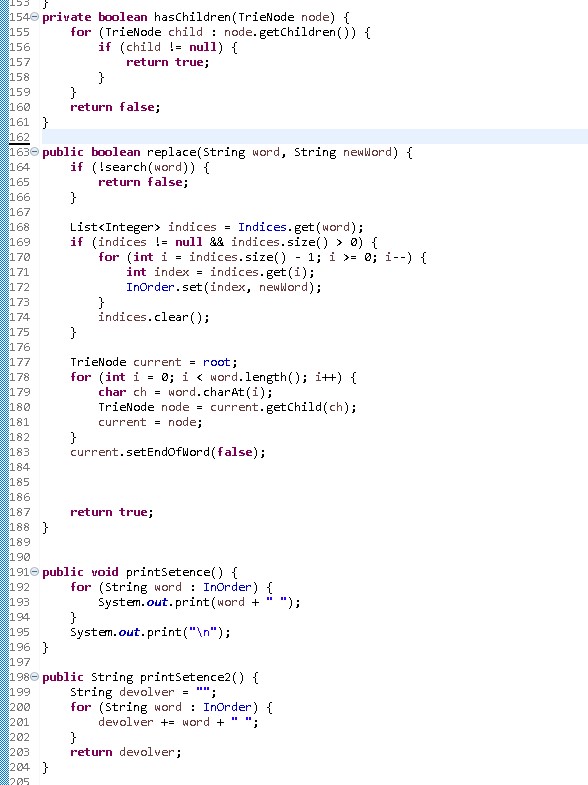 153 }
154 private boolean hasChildren(TrieNode node) {
155     for (TrieNode child : node.getChildren()) {
156         if (child != null) {
157             return true;
158         }
159     }
160     return false;
161 }
162
163 public boolean replace(String word, String newWord) {
164     if (!search(word)) {
165         return false;
166     }
167
168     List<Integer> indices = Indices.get(word);
169     if (indices != null && indices.size() > 0) {
170         for (int i = indices.size() - 1; i >= 0; i--) {
171             int index = indices.get(i);
172             InOrder.set(index, newWord);
173         }
174         indices.clear();
175     }
176
177     TrieNode current = root;
178     for (int i = 0; i < word.length(); i++) {
179         char ch = word.charAt(i);
180         TrieNode node = current.getChild(ch);
181         current = node;
182     }
183     current.setEndOfWord(false);
184
185
186
187     return true;
188 }
189
190
191 public void printSetence() {
192     for (String word : InOrder) {
193         System.out.print(word + " ");
194     }
195     System.out.print("\n");
196 }
197
198 public String printSetence2() {
199     String devolver = "";
200     for (String word : InOrder) {
201         devolver += word + " ";
202     }
203     return devolver;
204 }
205